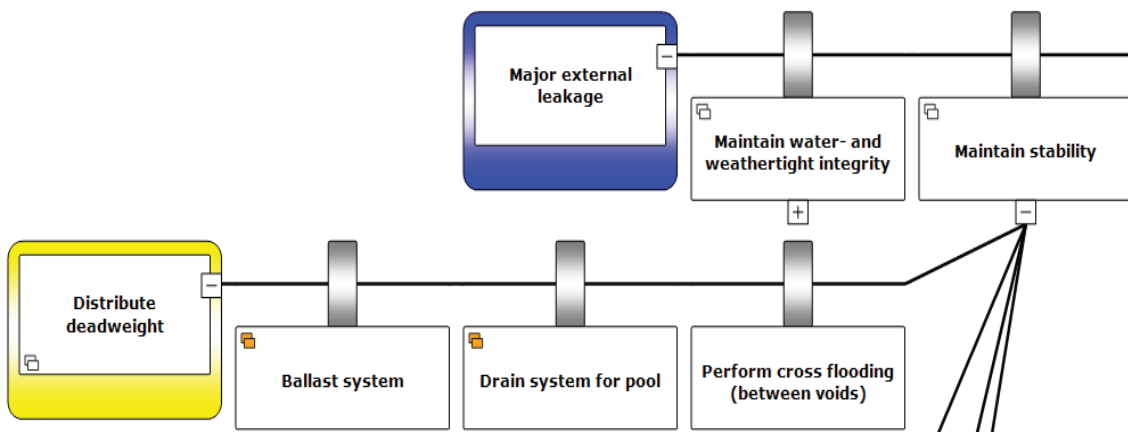 Major external
leakage
Maintain water- and
weathertight integrity
Maintain stability
Distribute
deadweight
Ballast system
Drain system for pool
Perform cross flooding
(between voids)